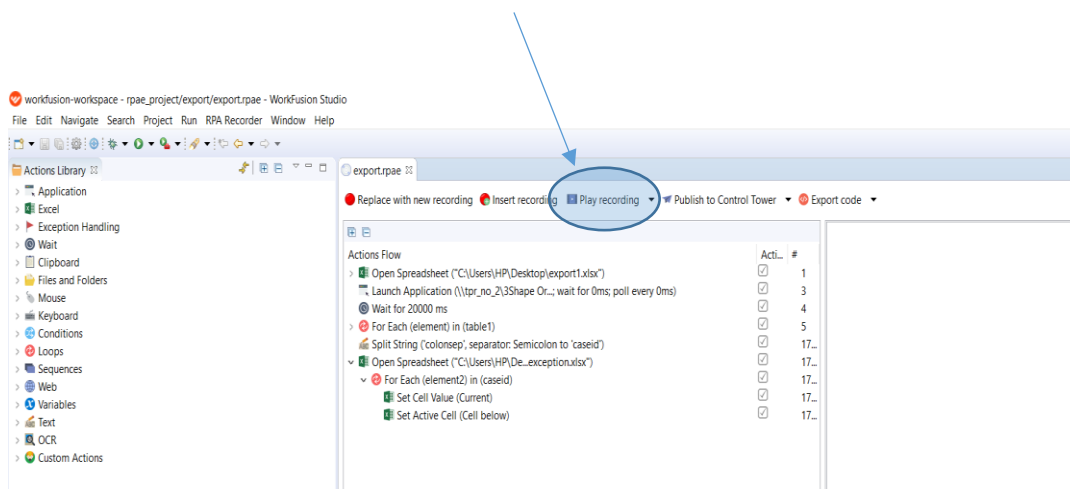 workfusion-workspace - rpae_project/export/export.rpae - WorkFusion Studio
File Edit Navigate Search Project Run RPA Recorder Window Help
Actions Library
export.rpae
Replace with new recording Insert recording Play recording Publish to Control Tower Export code
Application
Excel
Exception Handling
Wait
Clipboard
Files and Folders
Mouse
Keyboard
Conditions
Loops
Sequences
Web
Variables
Text
OCR
Custom Actions
Actions Flow Acti... #
Open Spreadsheet ("C:\Users\HP\Desktop\export1.xlsx") 1
Launch Application (\\tpr_no_2\3Shape Or...; wait for 0ms; poll every 0ms) 3
Wait for 20000 ms 4
For Each (element) in (table1) 5
Split String ('colonsep', separator: Semicolon to 'caseid') 17...
Open Spreadsheet ("C:\Users\HP\De...exception.xlsx") 17...
For Each (element2) in (caseid) 17...
Set Cell Value (Current) 17...
Set Active Cell (Cell below) 17...